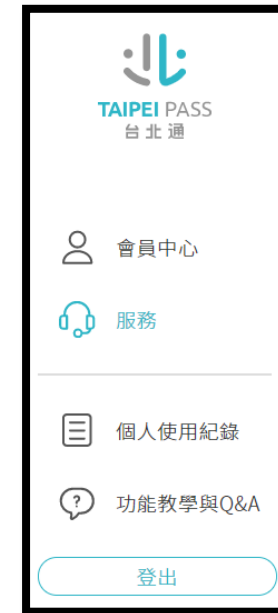 TAIPEI PASS
台北通
會員中心
服務
個人使用紀錄
?
功能教學與Q&A
登出